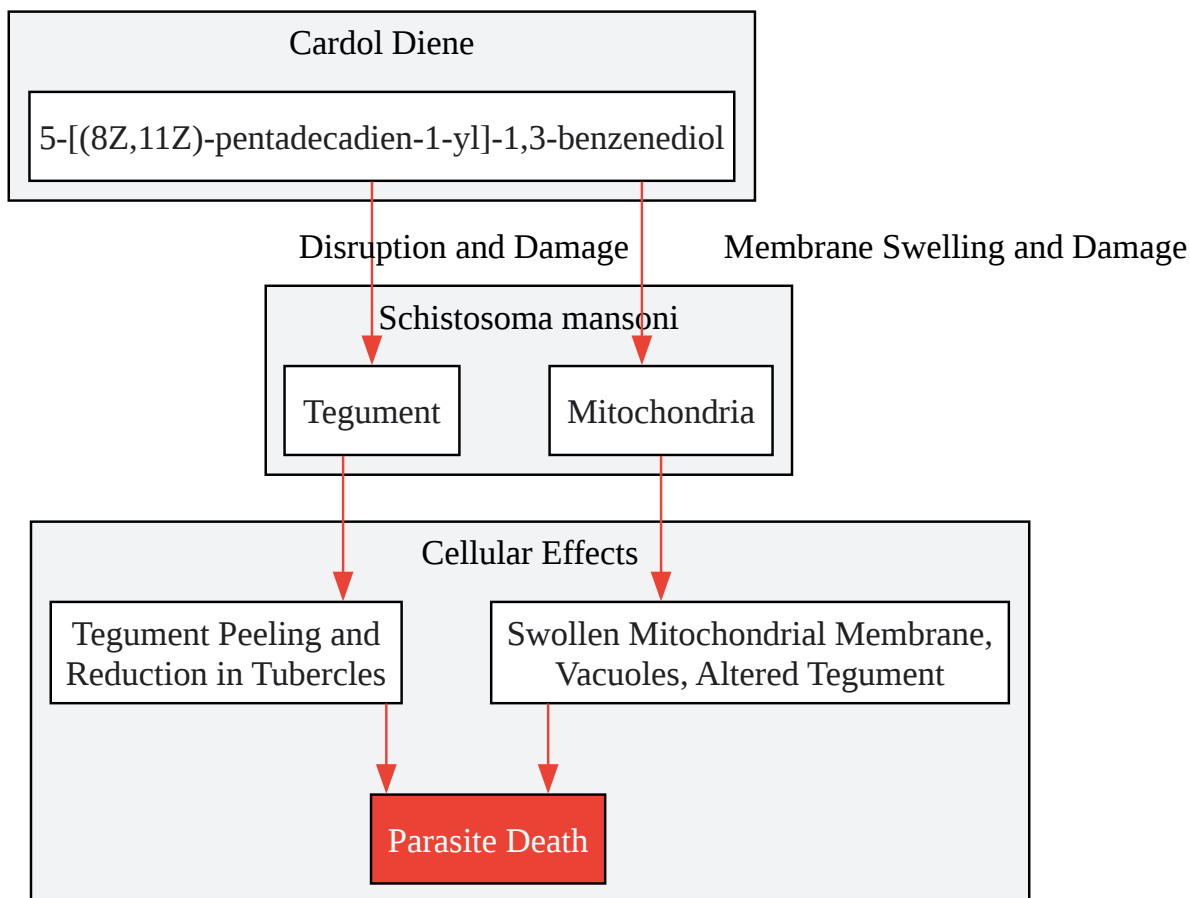 Cardol Diene
5-[(8Z,11Z)-pentadecadien-1-yl]-1,3-benzenediol
Disruption and Damage
Membrane Swelling and Damage
Schistosoma mansoni
Tegument
Mitochondria
Cellular Effects
Tegument Peeling and
Reduction in Tubercles
Swollen Mitochondrial Membrane,
Vacuoles, Altered Tegument
Parasite Death